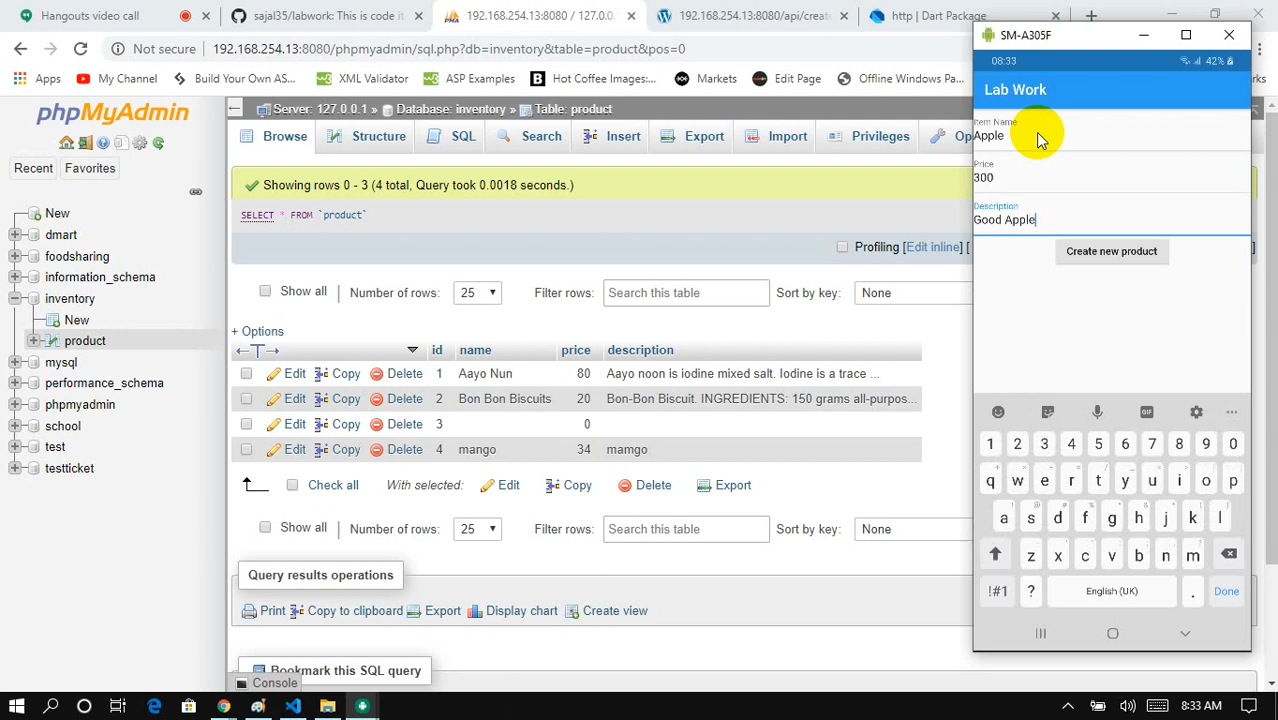 Hangouts video call
sajal35/labwork: This is code it
192.168.254.13:8080 / 127.0.0.
192.168.254.13:8080/api/create
http | Dart Package
Not secure
192.168.254.13:8080/phpmyadmin/sql.php?db=inventory&table=product&pos=0
Apps
My Channel
Build Your Own AS...
XML Validator
ASP Examples
Hot Coffee Images...
Markets
Edit Page
Offline Windows Pa...
phpMyAdmin
Recent
Favorites
New
dmart
foodsharing
information_schema
inventory
New
product
mysql
performance_schema
phpmyadmin
school
test
testticket
Server: 127.0.0.1 » Database: inventory » Table: product
Browse
Structure
SQL
Search
Insert
Export
Import
Privileges
Showing rows 0 - 3 (4 total, Query took 0.0018 seconds.)
SELECT * FROM `product`
Profiling [Edit inline] [
Show all
Number of rows: 25
Filter rows: Search this table
Sort by key: None
+ Options
id name price description
Edit Copy Delete 1 Aayo Nun 80 Aayo noon is iodine mixed salt. Iodine is a trace ...
Edit Copy Delete 2 Bon Bon Biscuits 20 Bon-Bon Biscuit. INGREDIENTS: 150 grams all-purpos...
Edit Copy Delete 3 0
Edit Copy Delete 4 mango 34 mamgo
Check all With selected: Edit Copy Delete Export
Show all
Number of rows: 25
Filter rows: Search this table
Sort by key: None
Query results operations
Print Copy to clipboard Export Display chart Create view
Bookmark this SQL query
Console
SM-A305F
08:33
42%
Lab Work
Item Name
Apple
Price
300
Description
Good Apple
Create new product
GIF
1 2 3 4 5 6 7 8 9 0
q w e r t y u i o p
a s d f g h j k l
z x c v b n m
!#1 ? English (UK) . Done
8:33 AM